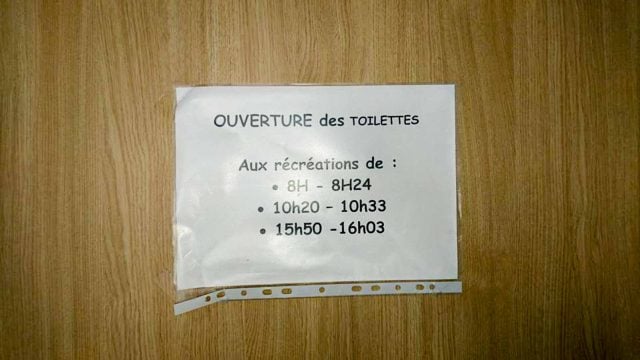 OUVERTURE des TOILETTES
Aux récréations de :
• 8H - 8H24
• 10h20 - 10h33
• 15h50 -16h03